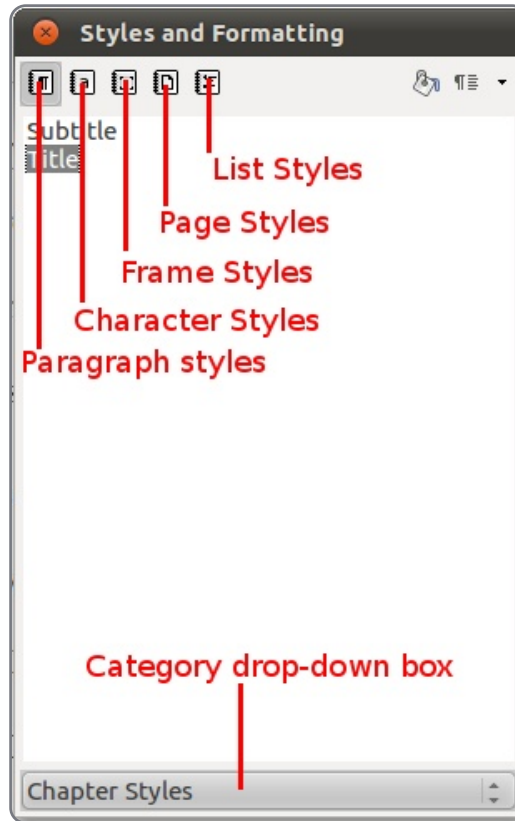 Styles and Formatting
Subtitle
Title
List Styles
Page Styles
Frame Styles
Character Styles
Paragraph styles
Category drop-down box
Chapter Styles